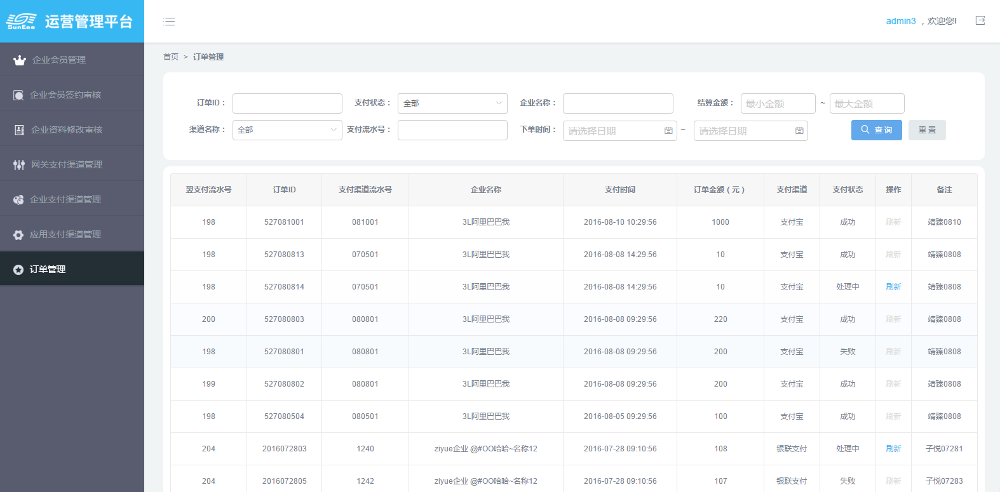 SunEee 运营管理平台
admin3 ，欢迎您!
企业会员管理
企业会员签约审核
企业资料修改审核
网关支付渠道管理
企业支付渠道管理
应用支付渠道管理
订单管理
首页 > 订单管理
订单ID： 支付状态： 全部 企业名称： 结算金额： 最小金额 ~ 最大金额
渠道名称： 全部 支付流水号： 下单时间： 请选择日期 ~ 请选择日期 查询 重置
翌支付流水号 订单ID 支付渠道流水号 企业名称 支付时间 订单金额（元） 支付渠道 支付状态 操作 备注
198 527081001 081001 3L阿里巴巴我 2016-08-10 10:29:56 1000 支付宝 成功 刷新 靖臻0810
198 527080813 070501 3L阿里巴巴我 2016-08-08 14:29:56 10 支付宝 成功 刷新 靖臻0808
198 527080814 070501 3L阿里巴巴我 2016-08-08 14:29:56 10 支付宝 处理中 刷新 靖臻0808
200 527080803 080801 3L阿里巴巴我 2016-08-08 09:29:56 220 支付宝 成功 刷新 靖臻0808
198 527080801 080801 3L阿里巴巴我 2016-08-08 09:29:56 200 支付宝 失败 刷新 靖臻0808
199 527080802 080801 3L阿里巴巴我 2016-08-08 09:29:56 200 支付宝 成功 刷新 靖臻0808
198 527080504 080501 3L阿里巴巴我 2016-08-05 09:29:56 100 支付宝 成功 刷新 靖臻0808
204 2016072803 1240 ziyue企业 @#OO哈哈~名称12 2016-07-28 09:10:56 108 银联支付 处理中 刷新 子悦07281
204 2016072805 1242 ziyue企业 @#OO哈哈~名称12 2016-07-28 09:10:56 107 银联支付 失败 刷新 子悦07283